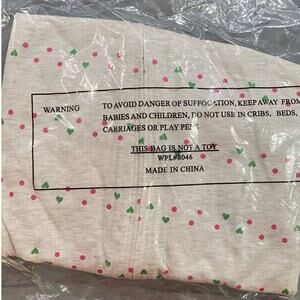 WARNING
TO AVOID DANGER OF SUFFOCATION, KEEP AWAY FROM
BABIES AND CHILDREN, DO NOT USE IN CRIBS, BEDS,
CARRIAGES OR PLAY PENS
THIS BAG IS NOT A TOY
WPL#8046
MADE IN CHINA